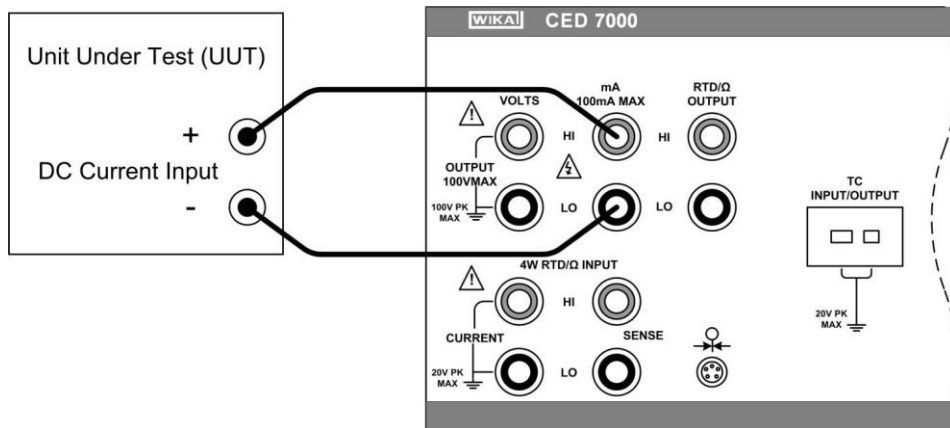 Unit Under Test (UUT)
+
DC Current Input
-
WIKA CED 7000
VOLTS
mA
100mA MAX
RTD/Ω
OUTPUT
HI
HI
OUTPUT
100VMAX
100V PK
MAX
LO
LO
TC
INPUT/OUTPUT
20V PK
MAX
4W RTD/Ω INPUT
HI
CURRENT
SENSE
20V PK
MAX
LO